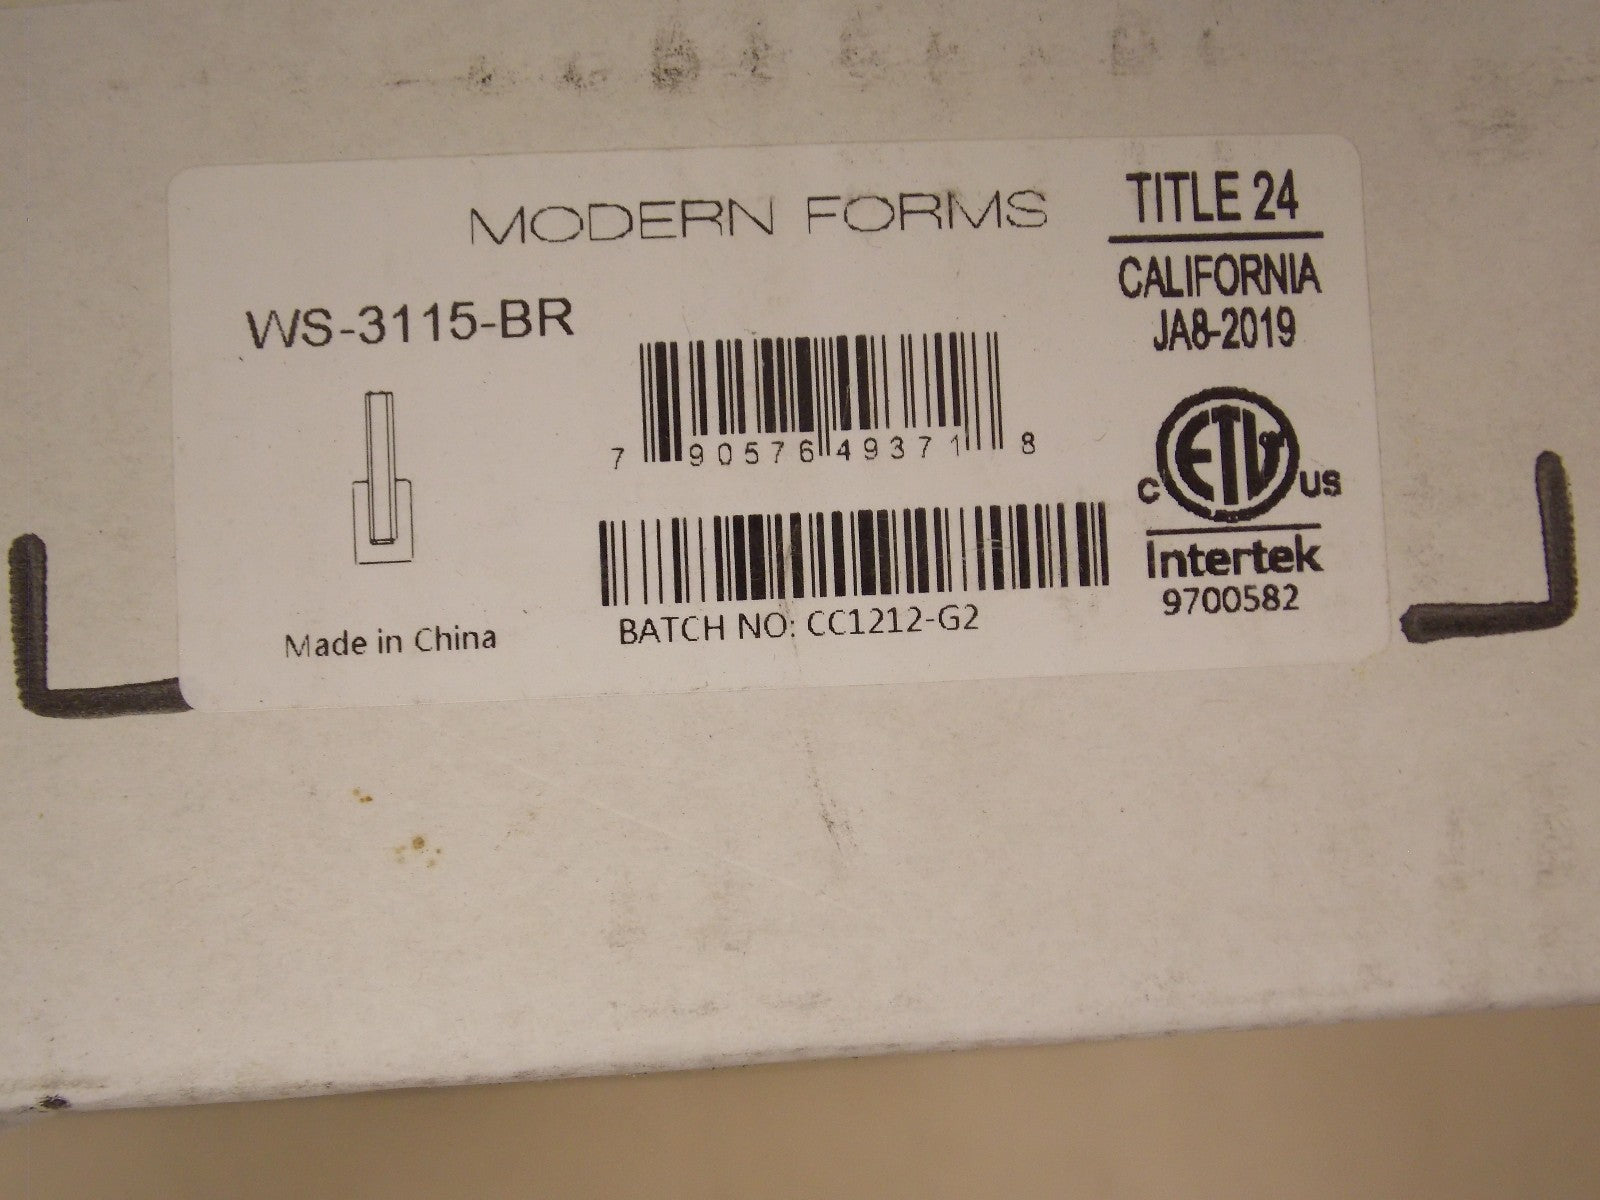 MODERN FORMS
TITLE 24
CALIFORNIA
JA8-2019
WS-3115-BR
7 90576 49371 8
BATCH NO: CC1212-G2
Made in China
C ETL US
Intertek
9700582